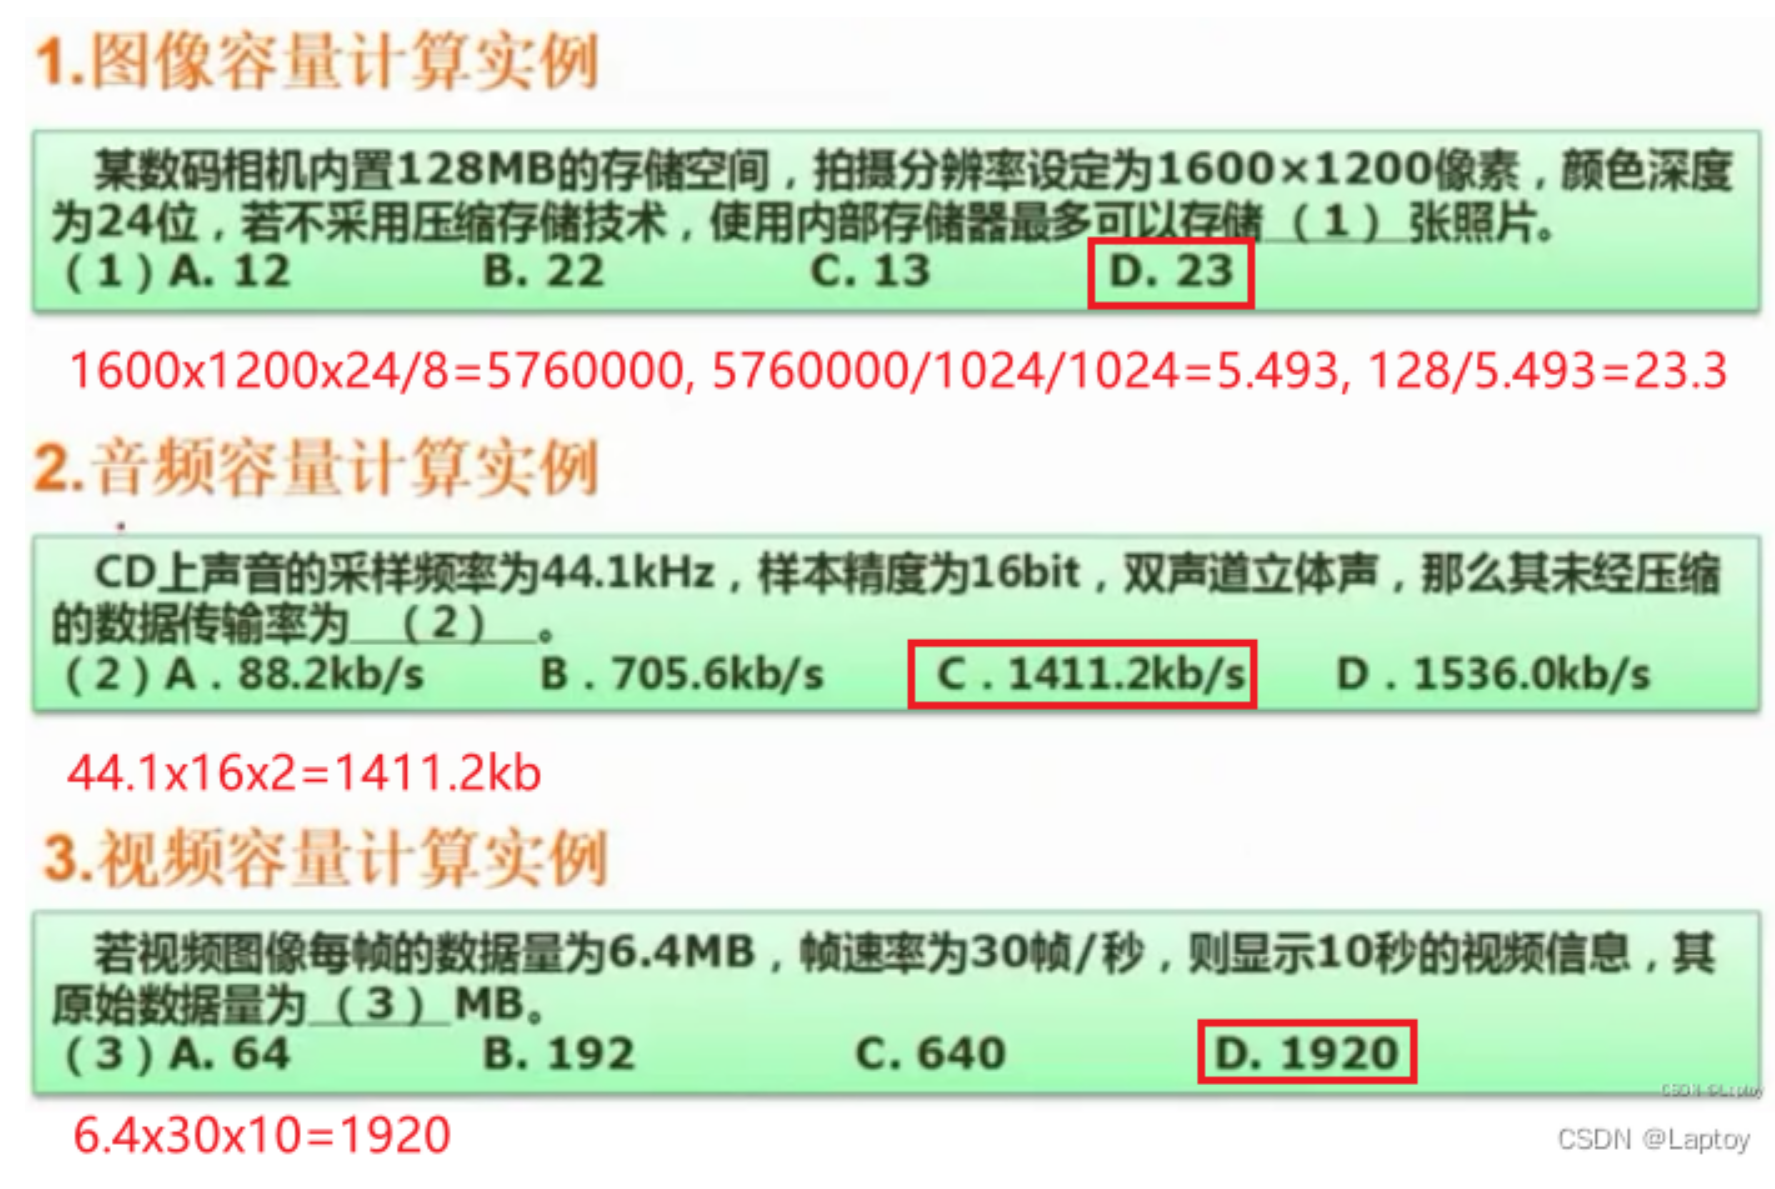 1.图像容量计算实例
某数码相机内置128MB的存储空间，拍摄分辨率设定为1600×1200像素，颜色深度
为24位，若不采用压缩存储技术，使用内部存储器最多可以存储（1）张照片。
（1）A. 12 B. 22 C. 13 D. 23
1600x1200x24/8=5760000, 5760000/1024/1024=5.493, 128/5.493=23.3
2.音频容量计算实例
CD上声音的采样频率为44.1kHz，样本精度为16bit，双声道立体声，那么其未经压缩
的数据传输率为（2）。
（2）A．88.2kb/s B．705.6kb/s C．1411.2kb/s D．1536.0kb/s
44.1x16x2=1411.2kb
3.视频容量计算实例
若视频图像每帧的数据量为6.4MB，帧速率为30帧/秒，则显示10秒的视频信息，其
原始数据量为（3）MB。
（3）A. 64 B. 192 C. 640 D. 1920
CSDN @Laptoy
6.4x30x10=1920
CSDN @Laptoy